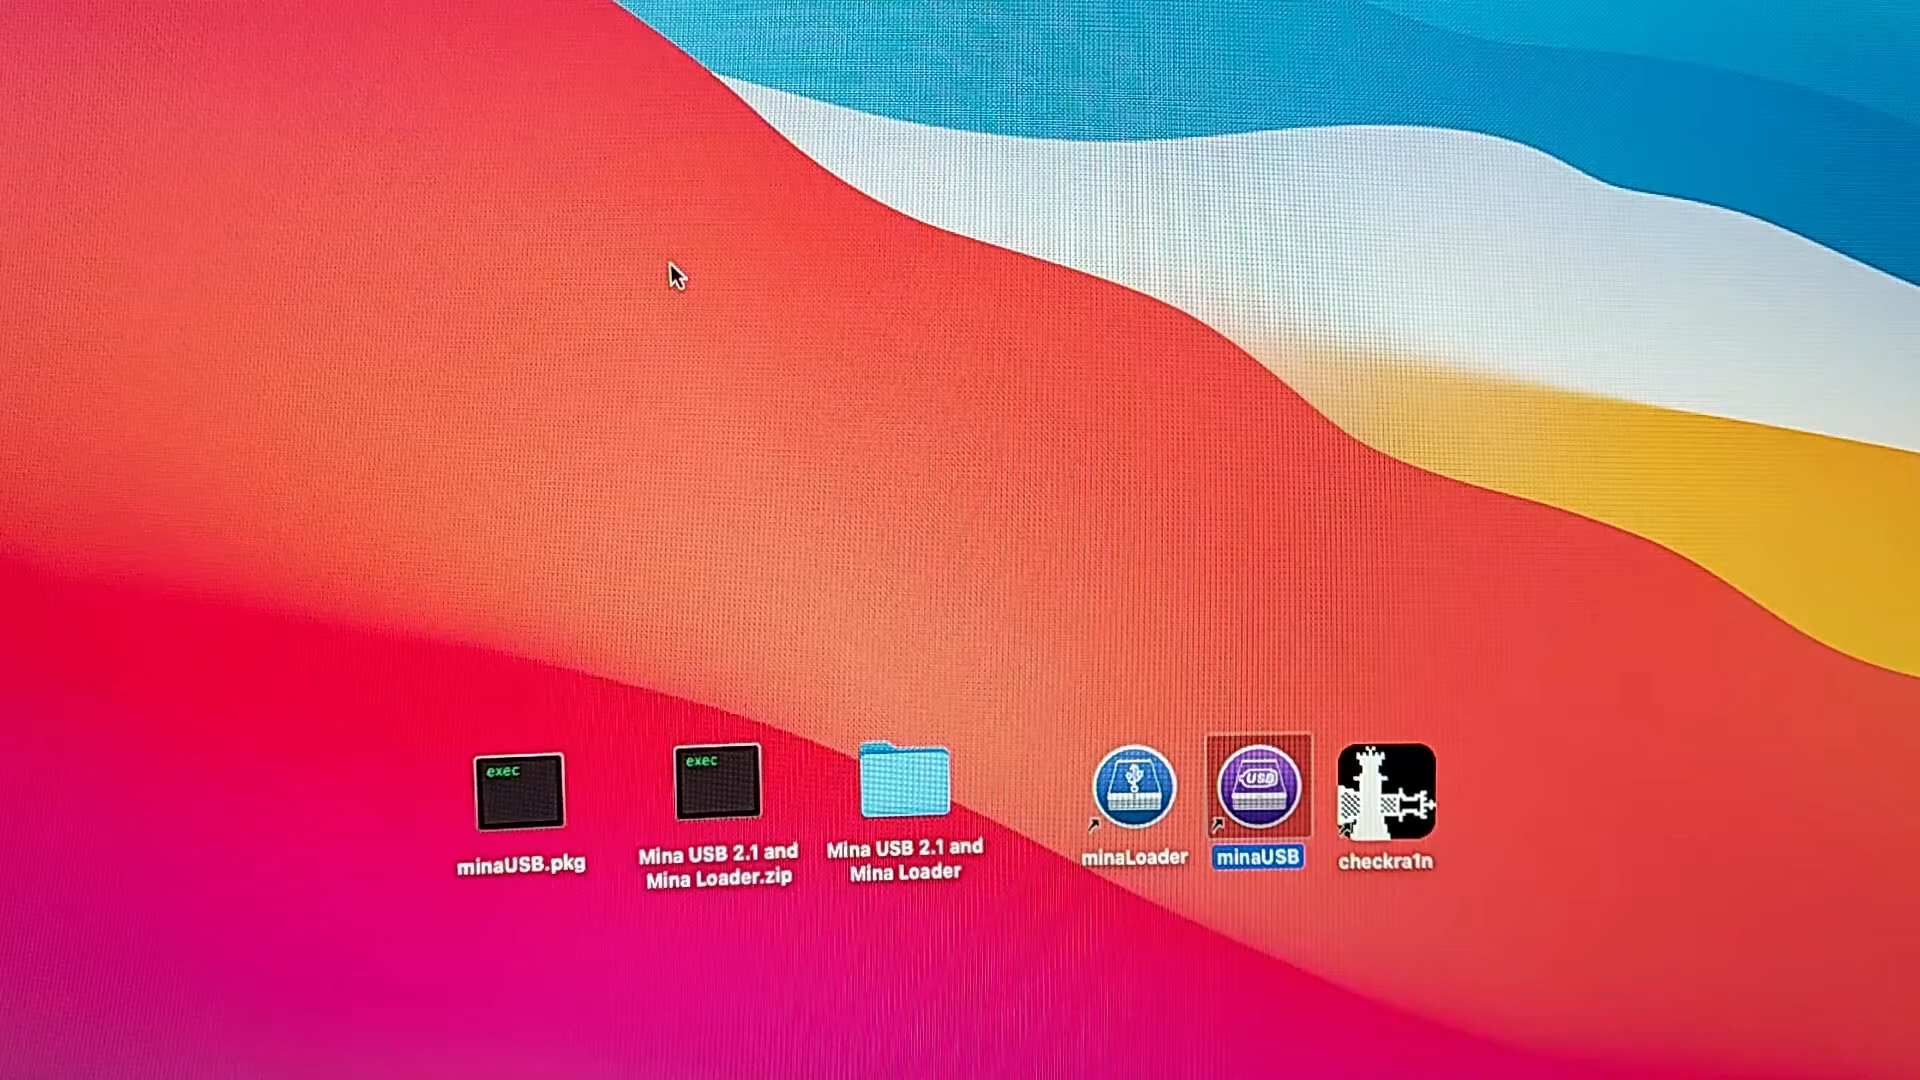 exec
minaUSB.pkg
exec
Mina USB 2.1 and
Mina Loader.zip
Mina USB 2.1 and
Mina Loader
minaLoader
USB
minaUSB
checkra1n